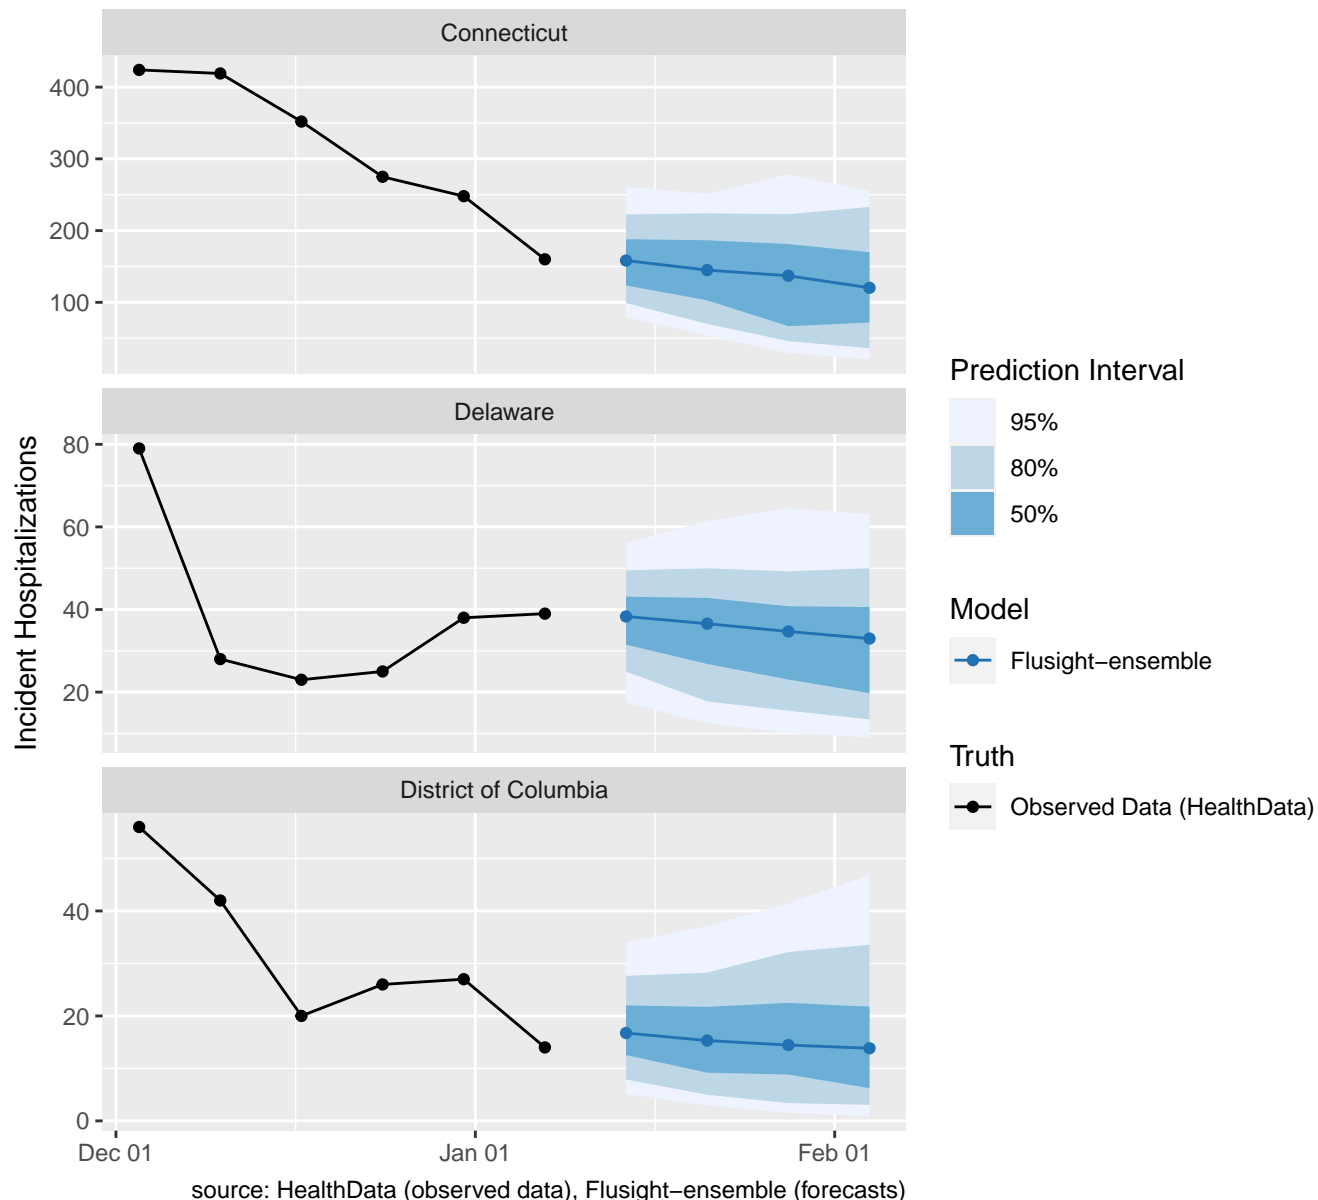 Connecticut
400
300
200
100
Delaware
80
60
40
20
District of Columbia
40
20
0
Dec 01
Jan 01
Feb 01
Incident Hospitalizations
source: HealthData (observed data), Flusight−ensemble (forecasts)
Prediction Interval
95%
80%
50%
Model
Flusight−ensemble
Truth
Observed Data (HealthData)